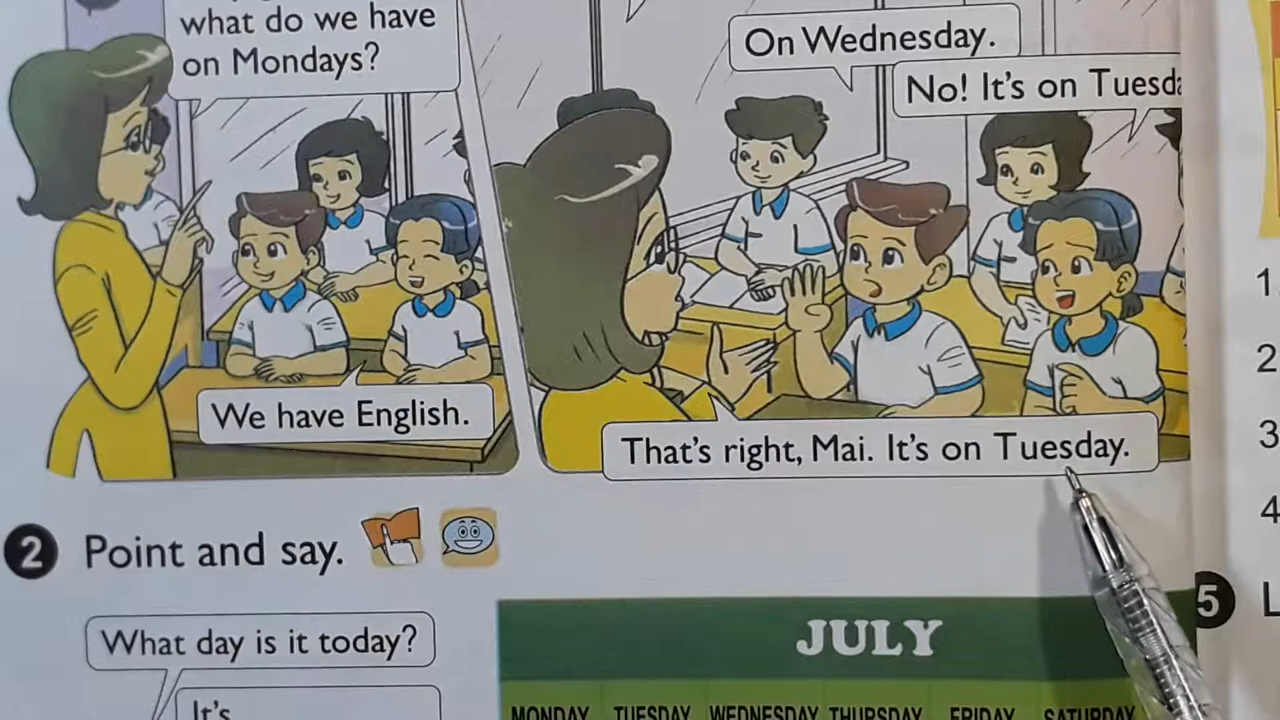 what do we have
on Mondays?
We have English.
On Wednesday.
No! It's on
That's right, Mai. It's on Tuesday.
2 Point and say.
What day is it today?
It's
JULY
MONDAY TUESDAY WEDNESDAY THURSDAY FRIDAY SATURDAY
1
2
3
4
5